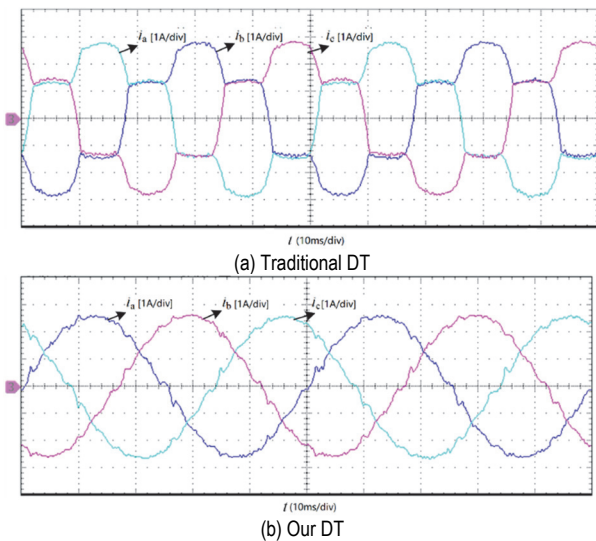 ia [1A/div] ib [1A/div] ic [1A/div]
I (10ms/div)
(a) Traditional DT
ia [1A/div] ib [1A/div] ic[1A/div]
I (10ms/div)
(b) Our DT